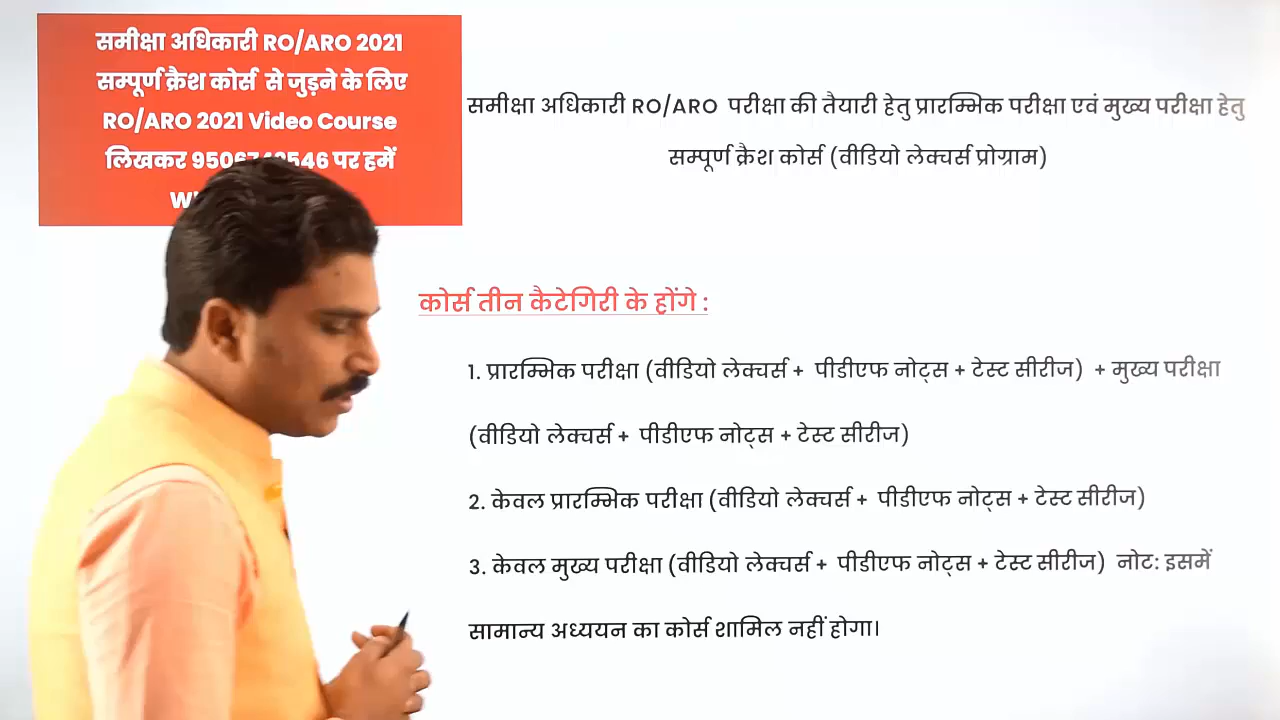 समीक्षा अधिकारी RO/ARO 2021
सम्पूर्ण क्रैश कोर्स से जुड़ने के लिए
RO/ARO 2021 Video Course
लिखकर पर हमें
समीक्षा अधिकारी RO/ARO परीक्षा की तैयारी हेतु प्रारम्भिक परीक्षा एवं मुख्य परीक्षा हेतु
सम्पूर्ण क्रैश कोर्स (वीडियो लेक्चर्स प्रोग्राम)
कोर्स तीन कैटेगिरी के होंगे :
1. प्रारम्भिक परीक्षा (वीडियो लेक्चर्स + पीडीएफ नोट्स + टेस्ट सीरीज) + मुख्य परीक्षा
(वीडियो लेक्चर्स + पीडीएफ नोट्स + टेस्ट सीरीज)
2. केवल प्रारम्भिक परीक्षा (वीडियो लेक्चर्स + पीडीएफ नोट्स + टेस्ट सीरीज)
3. केवल मुख्य परीक्षा (वीडियो लेक्चर्स + पीडीएफ नोट्स + टेस्ट सीरीज) नोट: इसमें
सामान्य अध्ययन का कोर्स शामिल नहीं होगा।